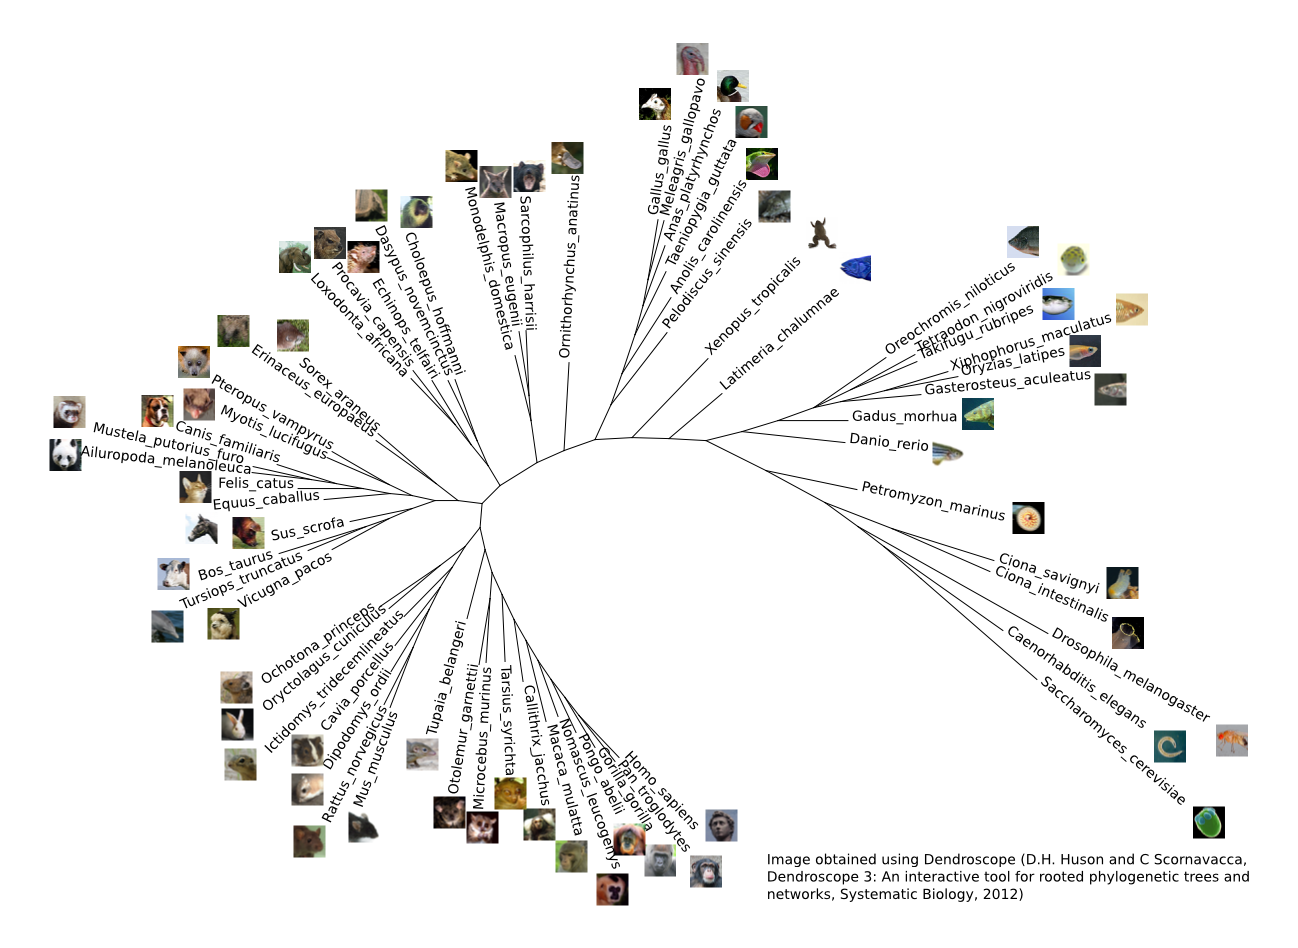 Gallus_gallus
Meleagris_gallopavo
Anas_platyrhynchos
Taeniopygia_guttata
Anolis_carolinensis
Pelodiscus_sinensis
Xenopus_tropicalis
Latimeria_chalumnae
Oreochromis_niloticus
Tetraodon_nigroviridis
Takifugu_rubripes
Xiphophorus_maculatus
Oryzias_latipes
Gasterosteus_aculeatus
Gadus_morhua
Danio_rerio
Petromyzon_marinus
Ciona_savignyi
Ciona_intestinalis
Drosophila_melanogaster
Caenorhabditis_elegans
Saccharomyces_cerevisiae
Homo_sapiens
Pan_troglodytes
Gorilla_gorilla
Pongo_abelii
Nomascus_leucogenys
Macaca_mulatta
Callithrix_jacchus
Tarsius_syrichta
Microcebus_murinus
Otolemur_garnettii
Tupaia_belangeri
Mus_musculus
Rattus_norvegicus
Dipodomys_ordii
Cavia_porcellus
Ictidomys_tridecemlineatus
Oryctolagus_cuniculus
Ochotona_princeps
Vicugna_pacos
Tursiops_truncatus
Bos_taurus
Sus_scrofa
Equus_caballus
Felis_catus
Ailuropoda_melanoleuca
Mustela_putorius_furo
Canis_familiaris
Myotis_lucifugus
Pteropus_vampyrus
Erinaceus_europaeus
Sorex_araneus
Loxodonta_africana
Procavia_capensis
Echinops_telfairi
Dasypus_novemcinctus
Choloepus_hoffmanni
Monodelphis_domestica
Macropus_eugenii
Sarcophilus_harrisii
Ornithorhynchus_anatinus
Image obtained using Dendroscope (D.H. Huson and C Scornavacca,
Dendroscope 3: An interactive tool for rooted phylogenetic trees and
networks, Systematic Biology, 2012)